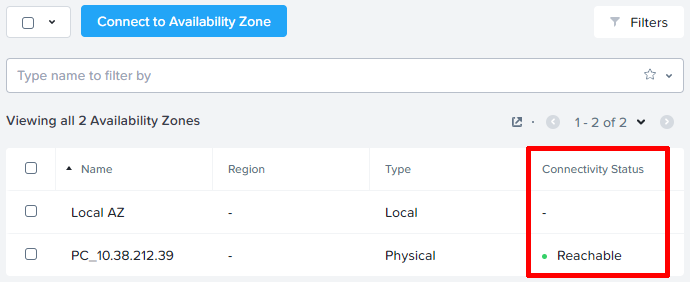 Connect to Availability Zone
Filters
Type name to filter by
Viewing all 2 Availability Zones
· 1 - 2 of 2
Name Region Type Connectivity Status
Local AZ - Local -
PC_10.38.212.39 - Physical Reachable